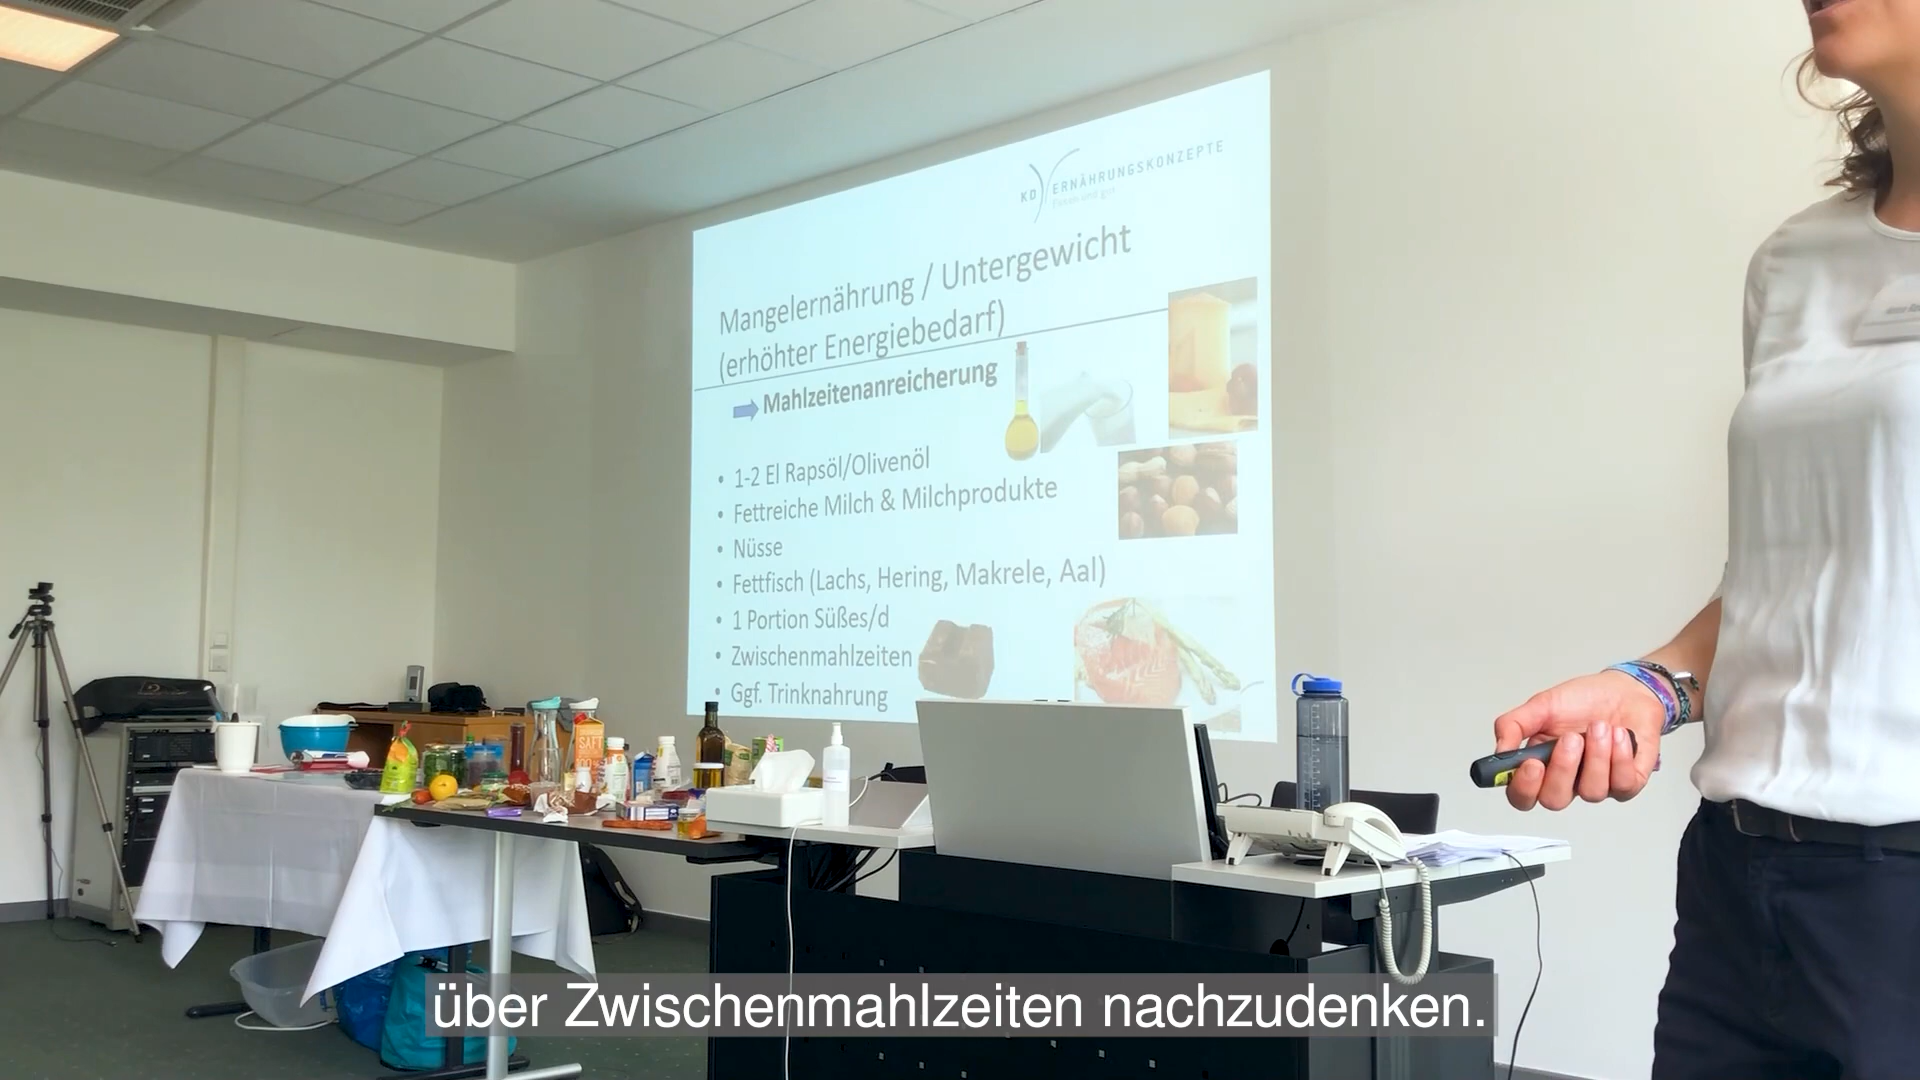 KD ERNÄHRUNGSKONZEPTE
Mangelernährung / Untergewicht
(erhöhter Energiebedarf)
Mahlzeitenanreicherung
• 1-2 El Rapsöl/Olivenöl
• Fettreiche Milch & Milchprodukte
• Nüsse
• Fettfisch (Lachs, Hering, Makrele, Aal)
• 1 Portion Süßes/d
• Zwischenmahlzeiten
• Ggf. Trinknahrung
SAFT
über Zwischenmahlzeiten nachzudenken.